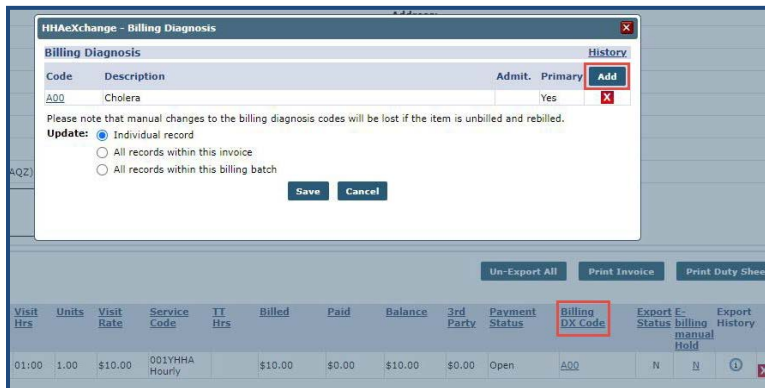 Address:
HHAeXchange - Billing Diagnosis X
Billing Diagnosis History
Code Description Admit. Primary Add
A00 Cholera Yes X
Please note that manual changes to the billing diagnosis codes will be lost if the item is unbilled and rebilled.
Update: Individual record
All records within this invoice
AQZ)
All records within this billing batch
Save Cancel
Un-Export All Print Invoice Print Duty Shee
Visit Hrs Units Visit Rate Service Code TT Hrs Billed Paid Balance 3rd Party Payment Status Billing DX Code Export Status E-billing manual Hold Export History
01:00 1.00 $10.00 001YHHA Hourly $10.00 $0.00 $10.00 $0.00 Open A00 N N i X